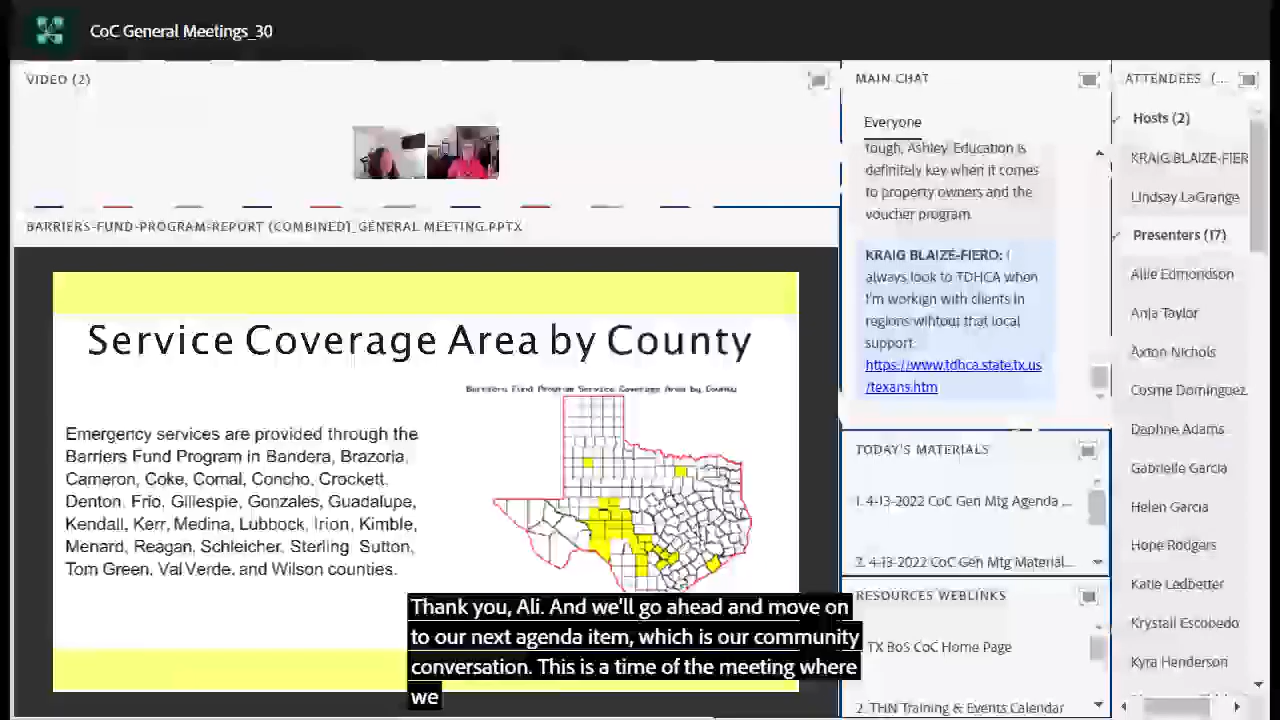 CoC General Meetings_30
VIDEO (2)
BARRIERS-FUND-PROGRAM-REPORT (COMBINED)_GENERAL MEETING.PPTX
Service Coverage Area by County
Barriers Fund Program Service Coverage Area by County
Emergency services are provided through the
Barriers Fund Program in Bandera, Brazoria,
Cameron, Coke, Comal, Concho, Crockett,
Denton, Frio, Gillespie, Gonzales, Guadalupe,
Kendall, Kerr, Medina, Lubbock, Irion, Kimble,
Menard, Reagan, Schleicher, Sterling Sutton,
Tom Green, Val Verde, and Wilson counties.
Thank you, Ali. And we'll go ahead and move on
to our next agenda item, which is our community
conversation. This is a time of the meeting where
we
MAIN CHAT
Everyone
tough, Ashley. Education is
definitely key when it comes
to property owners and the
voucher program.
KRAIG BLAIZE-FIERO: I
always look to TDHCA when
I'm workign with clients in
regions wihtout that local
support.
https://www.tdhca.state.tx.us
/texans.htm
TODAY'S MATERIALS
1. 4-13-2022 CoC Gen Mtg Agenda ...
2. 4-13-2022 CoC Gen Mtg Material...
RESOURCES WEBLINKS
TX BoS CoC Home Page
2. THN Training & Events Calendar
ATTENDEES (...
Hosts (2)
KRAIG BLAIZE-FIER
Lindsay LaGrange
Presenters (17)
Allie Edmondson
Anja Taylor
Axton Nichols
Cosme Dominguez
Daphne Adams
Gabrielle Garcia
Helen Garcia
Hope Rodgers
Katie Ledbetter
Krystal Escobedo
Kyra Henderson